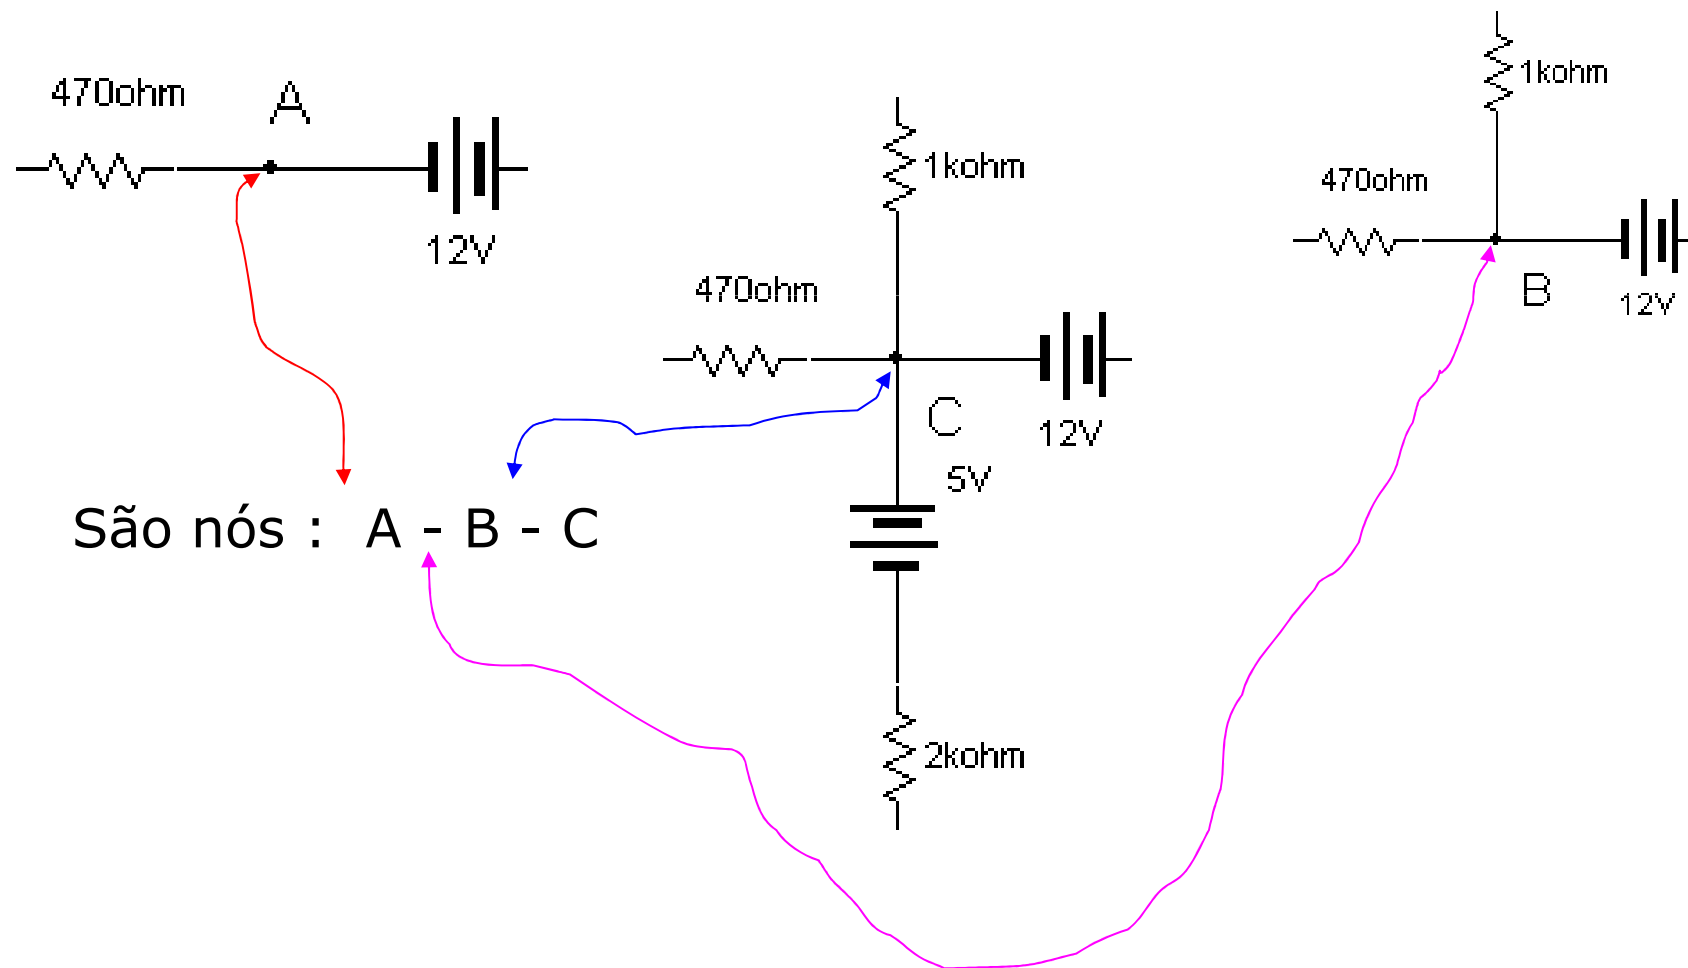 470ohm
A
12V
1kohm
470ohm
C
12V
5V
2kohm
1kohm
470ohm
B
12V
São nós : A - B - C